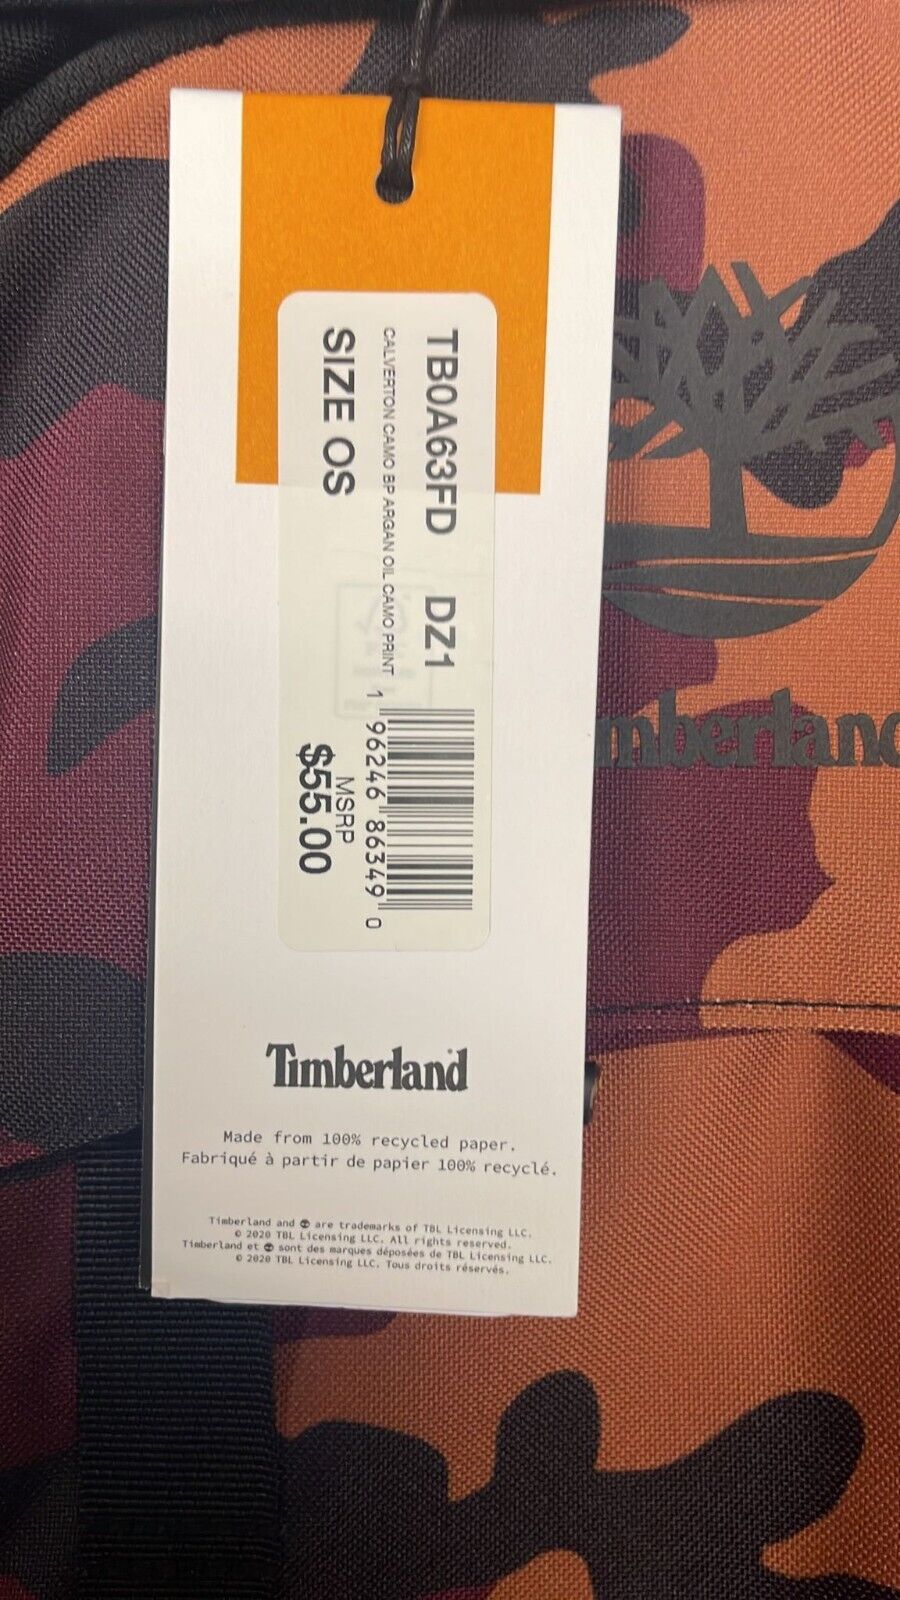 TB0A63FD DZ1
CALVERTON CAMO BP ARGAN OIL CAMO PRINT
SIZE OS
1 96246 86349 0
MSRP
$55.00
mberland
Timberland
Made from 100% recycled paper.
Fabriqué à partir de papier 100% recyclé.
Timberland and are trademarks of TBL Licensing LLC.
© 2020 TBL Licensing LLC. All rights reserved.
Timberland et sont des marques déposées de TBL Licensing LLC.
© 2020 TBL Licensing LLC. Tous droits réservés.